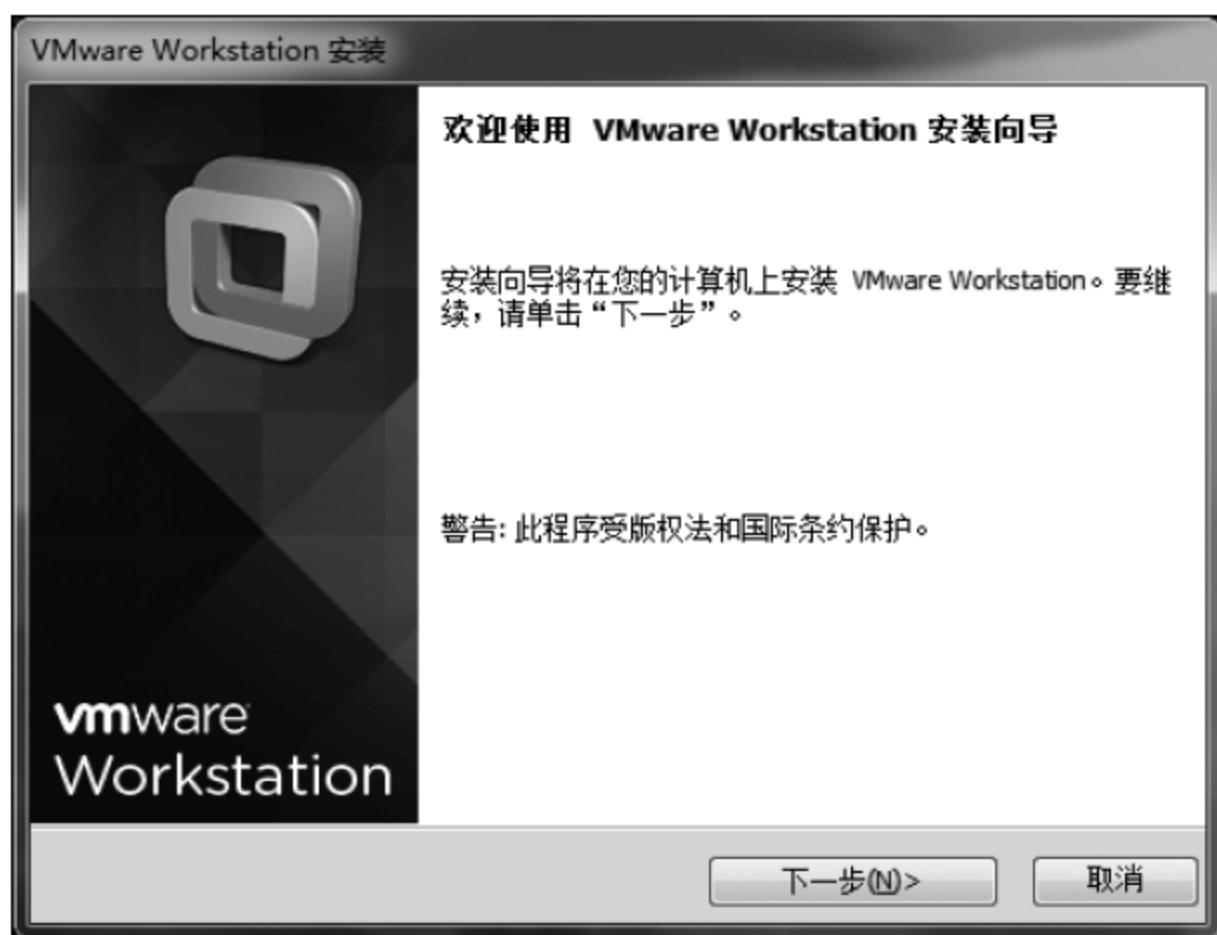 VMware Workstation 安装
欢迎使用 VMware Workstation 安装向导
安装向导将在您的计算机上安装 VMware Workstation。要继
续，请单击“下一步”。
警告: 此程序受版权法和国际条约保护。
vmware
Workstation
下一步(N)>
取消